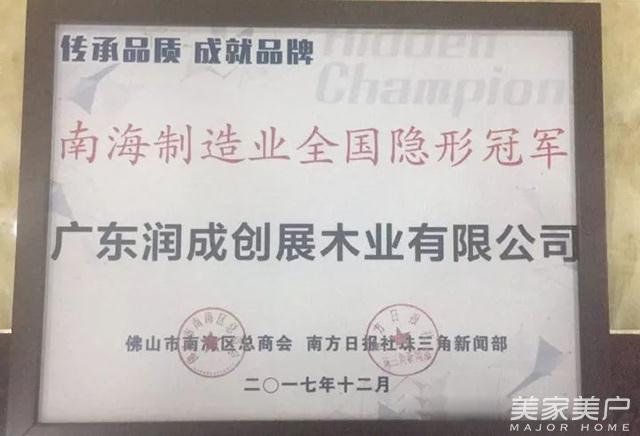 传承品质 成就品牌
Hidden
Champion
南海制造业全国隐形冠军
广东润成创展木业有限公司
佛山市南海区总商会 南方日报社珠三角新闻部
二〇一七年十二月
美家美户
MAJOR HOME